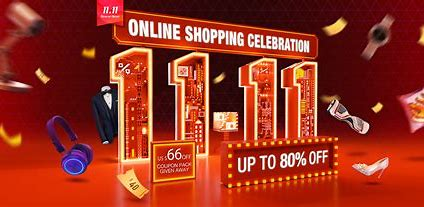 11.11
ONLINE SHOPPING CELEBRATION
11.11
US $ 66 OFF
COUPON PACK
GIVEN AWAY
UP TO 80% OFF
$40